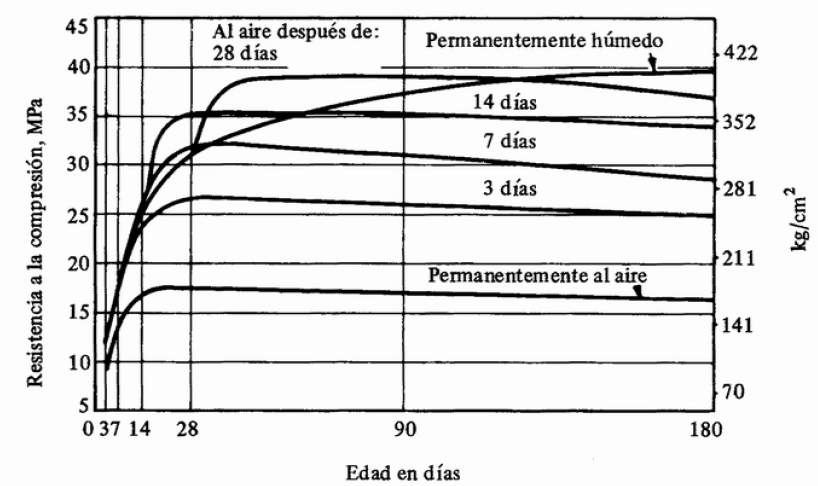 Al aire después de:
28 días
Permanentemente húmedo
14 días
7 días
3 días
Permanentemente al aire
Resistencia a la compresión, MPa
45
40
35
30
25
20
15
10
5
422
352
281
211
141
70
kg/cm²
0 3 7 14 28 90 180
Edad en días